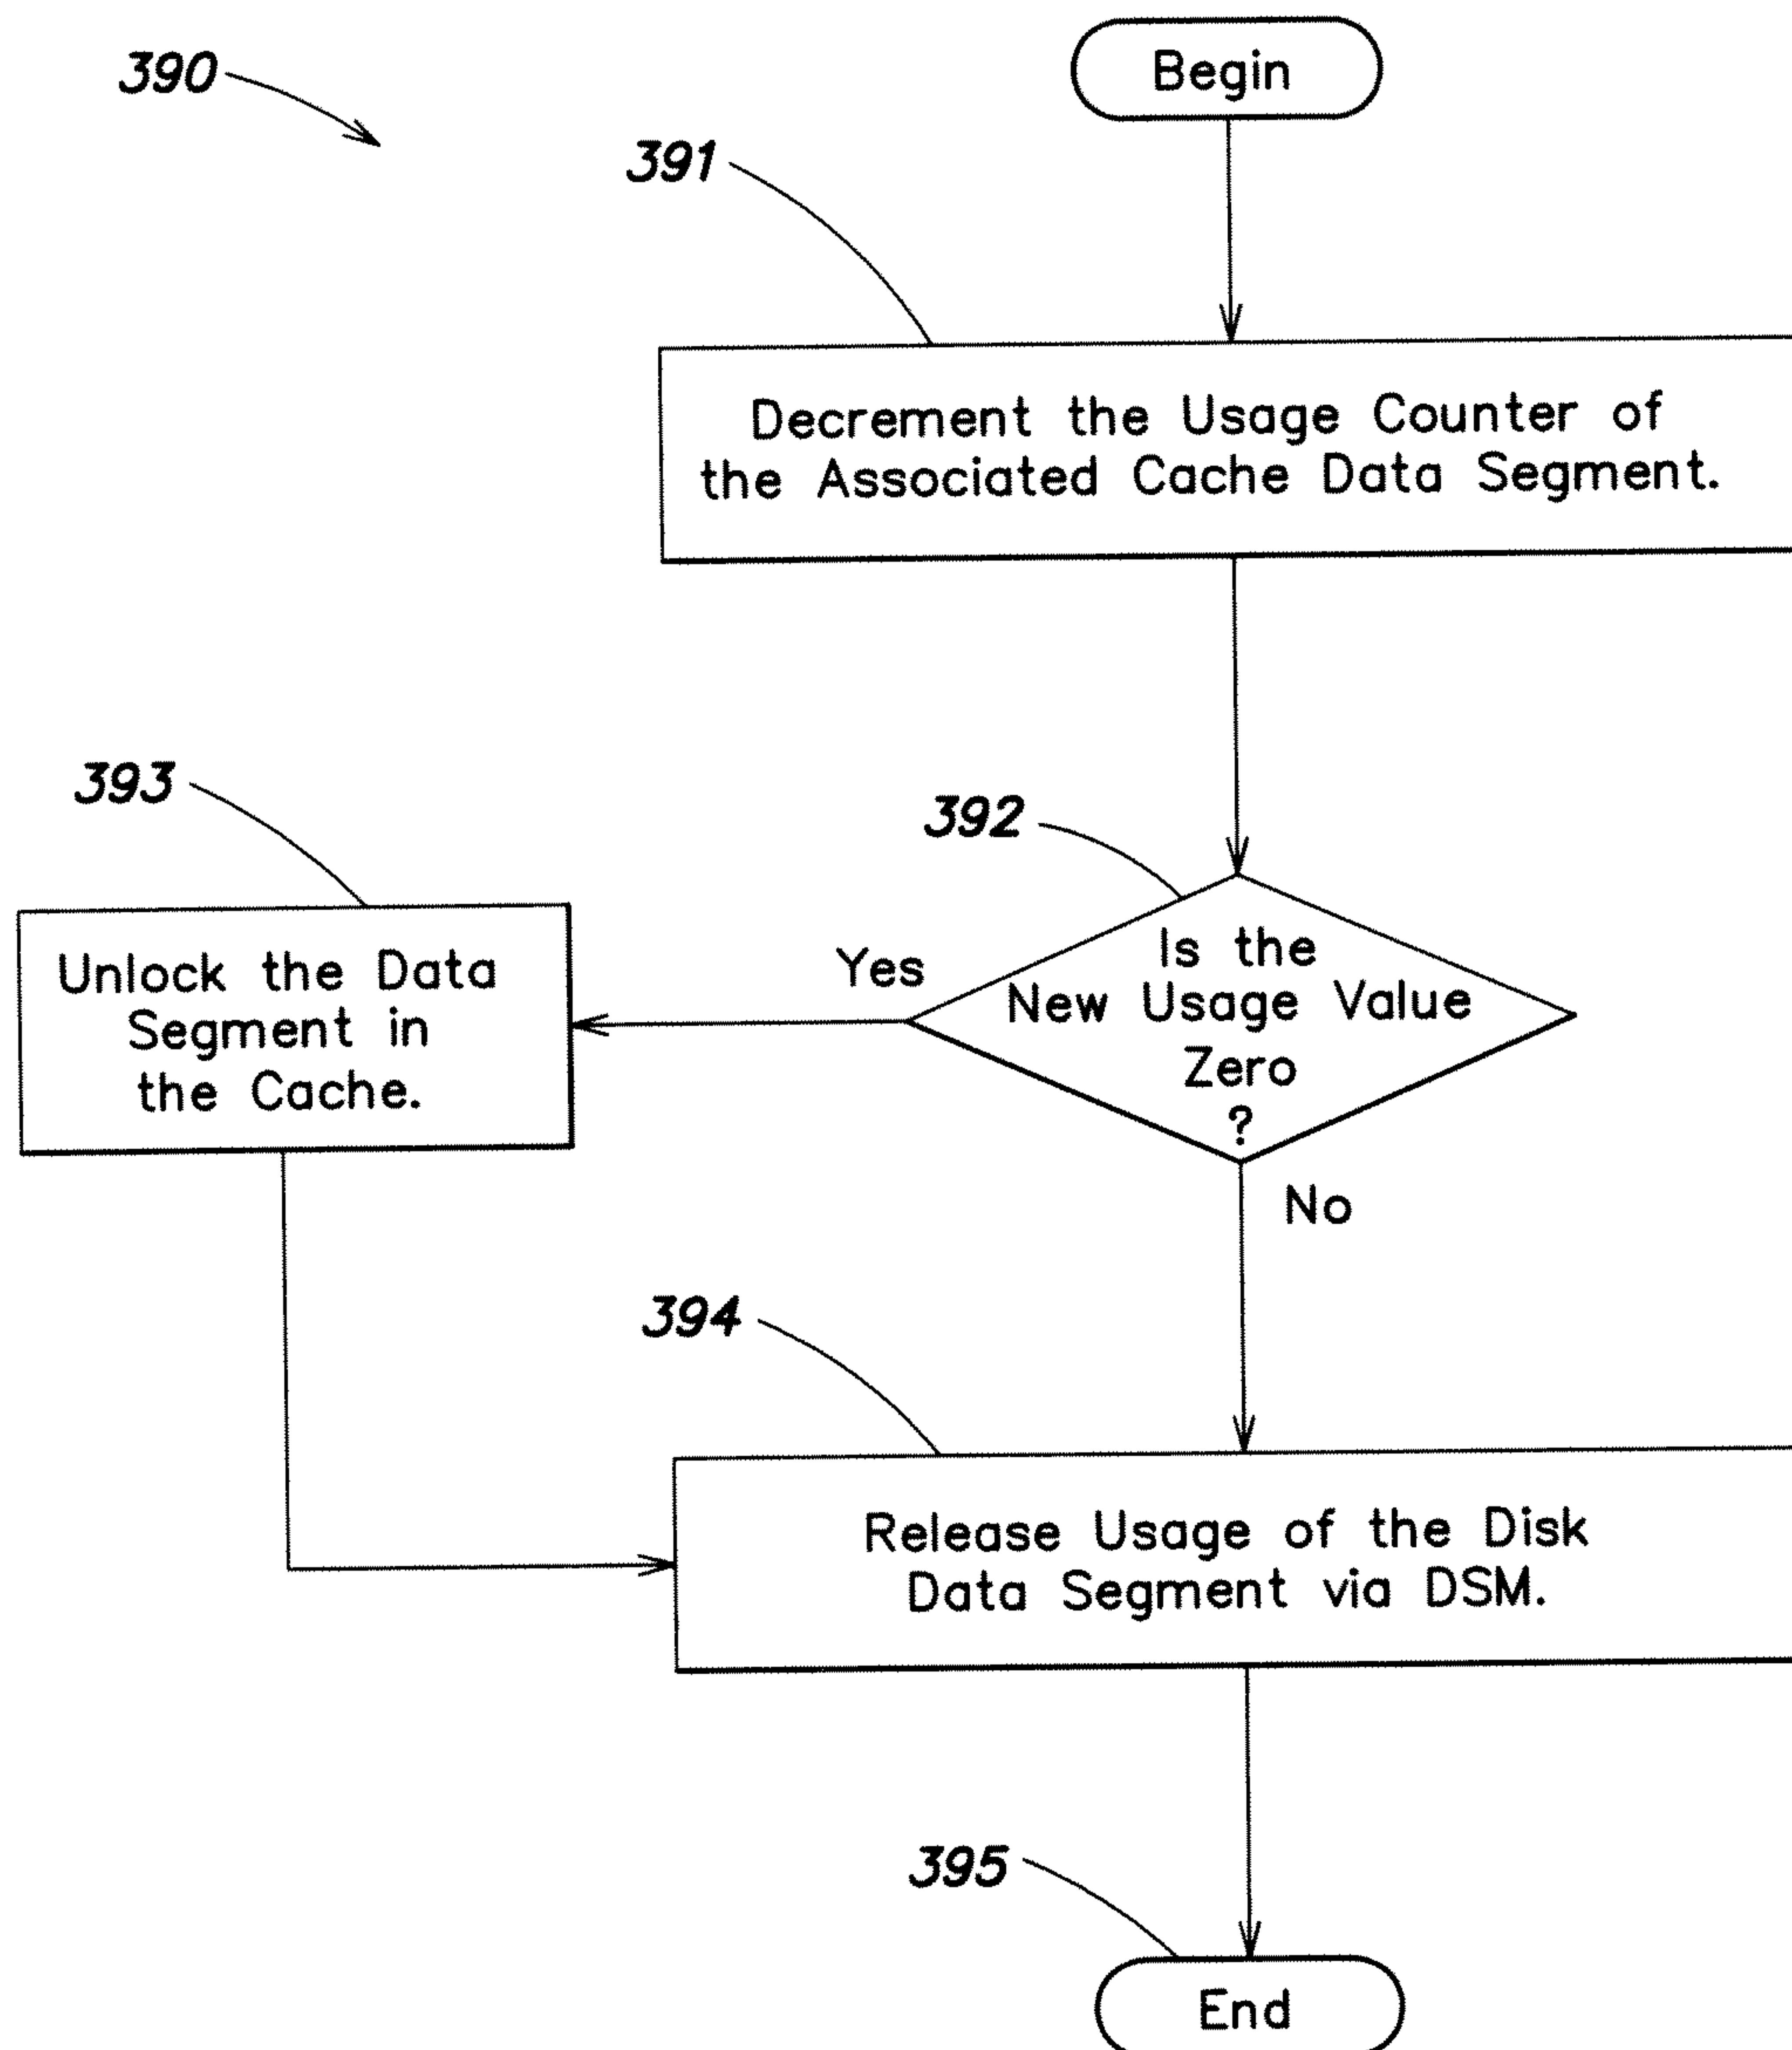 390
Begin
391
Decrement the Usage Counter of
the Associated Cache Data Segment.
393
392
Unlock the Data
Segment in
the Cache.
Yes
Is the
New Usage Value
Zero
?
No
394
Release Usage of the Disk
Data Segment via DSM.
395
End